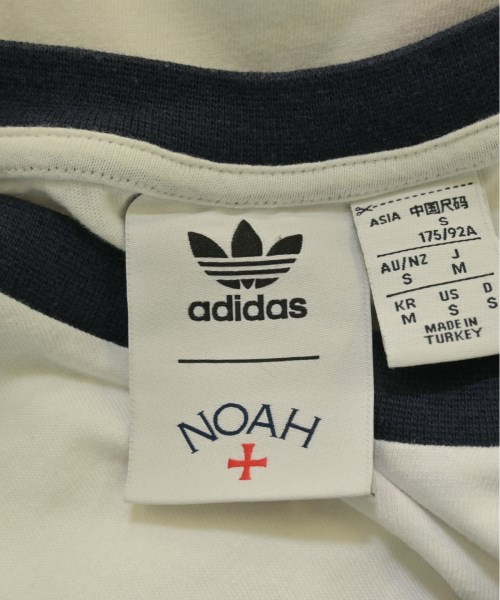 adidas
NOAH
ASIA 中国尺码
S
175/92A
AU/NZ J
S M
KR US D
M S S
MADE IN
TURKEY